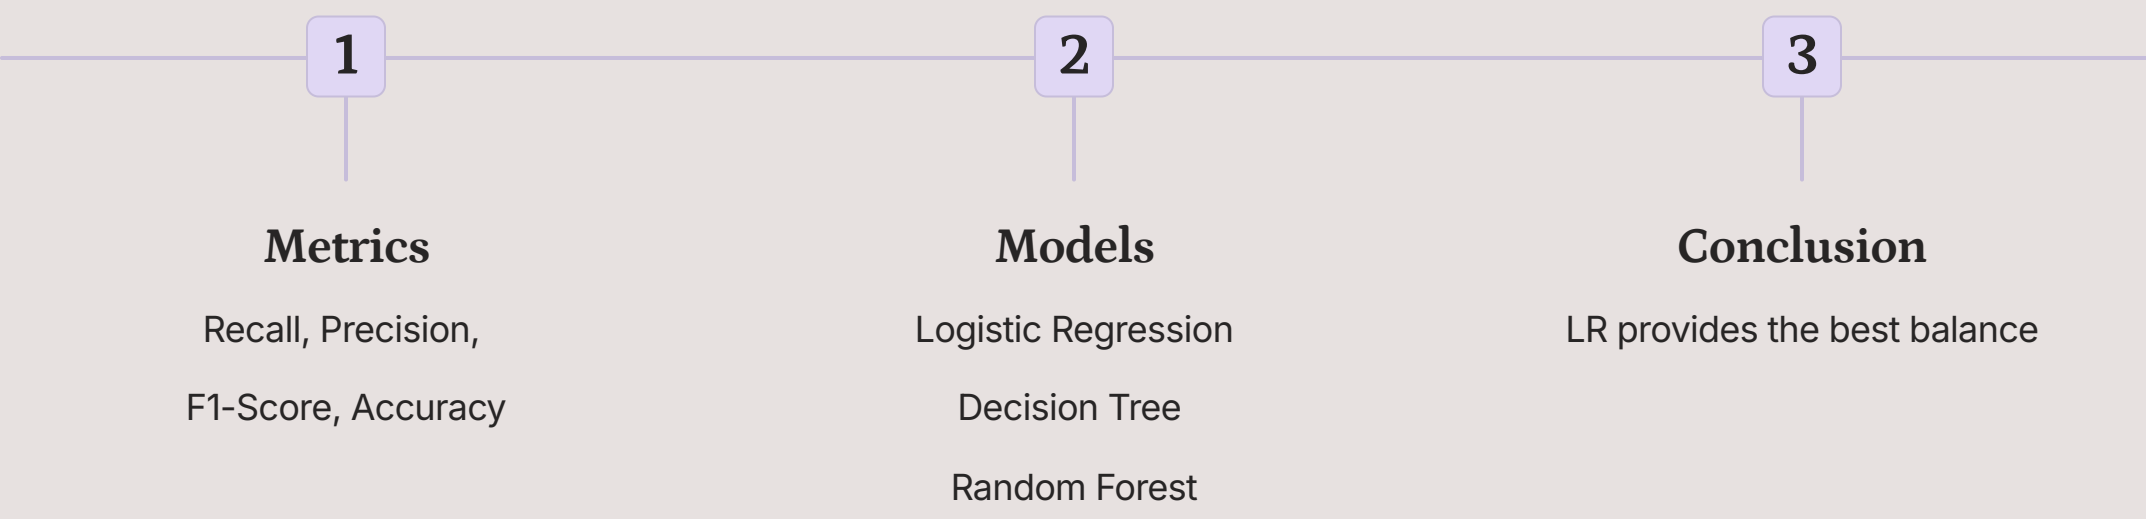 1
Metrics
Recall, Precision,
F1-Score, Accuracy
2
Models
Logistic Regression
Decision Tree
Random Forest
3
Conclusion
LR provides the best balance